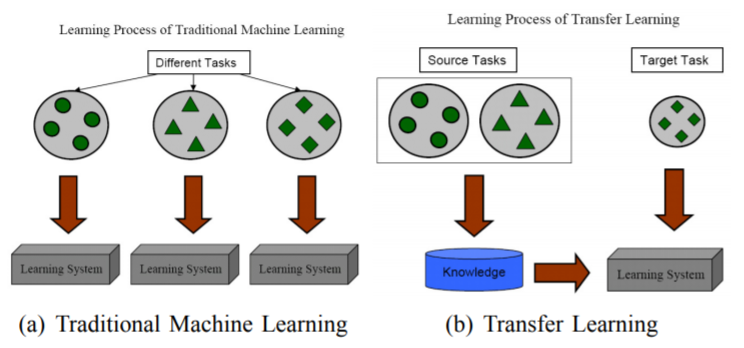 Learning Process of Traditional Machine Learning
Different Tasks
Learning System
Learning System
Learning System
(a) Traditional Machine Learning
Learning Process of Transfer Learning
Source Tasks
Target Task
Knowledge
Learning System
(b) Transfer Learning